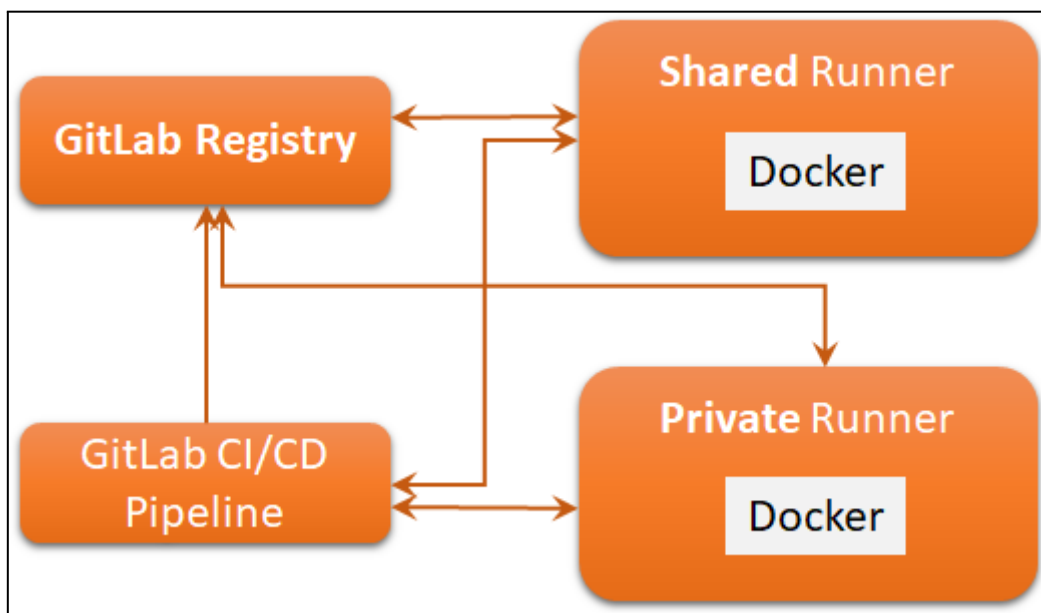 GitLab Registry
Shared Runner
Docker
GitLab CI/CD
Pipeline
Private Runner
Docker